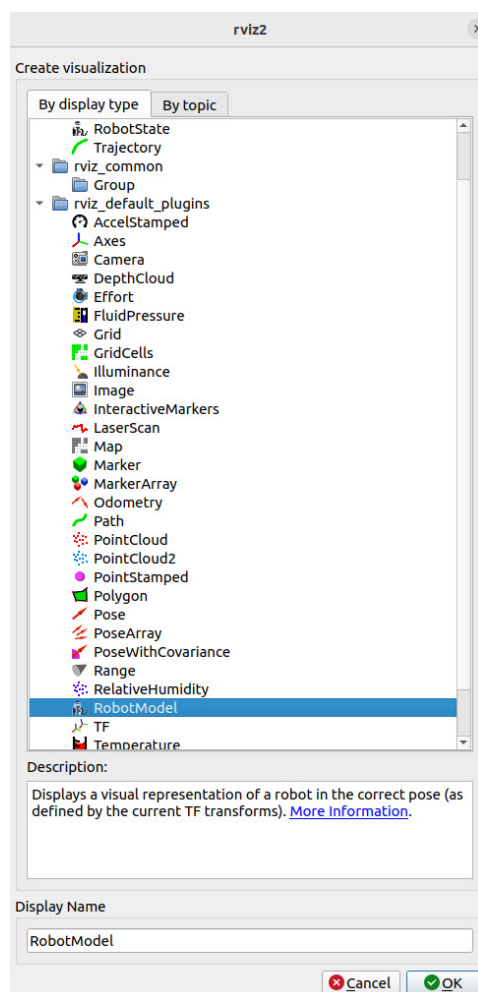 rviz2
Create visualization
By display type
By topic
RobotState
Trajectory
rviz_common
Group
rviz_default_plugins
AccelStamped
Axes
Camera
DepthCloud
Effort
FluidPressure
Grid
GridCells
Illuminance
Image
InteractiveMarkers
LaserScan
Map
Marker
MarkerArray
Odometry
Path
PointCloud
PointCloud2
PointStamped
Polygon
Pose
PoseArray
PoseWithCovariance
Range
RelativeHumidity
RobotModel
TF
Temperature
Description:
Displays a visual representation of a robot in the correct pose (as
defined by the current TF transforms). More Information.
Display Name
RobotModel
Cancel
OK